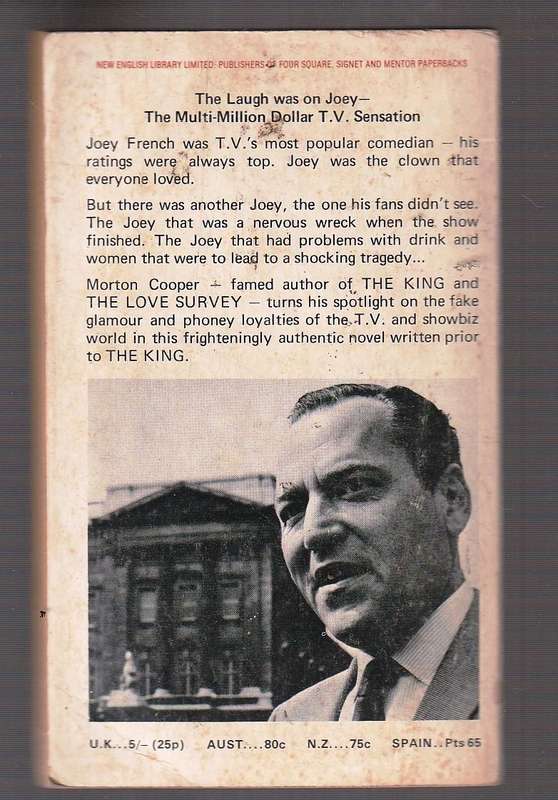 NEW ENGLISH LIBRARY LIMITED: PUBLISHERS OF FOUR SQUARE, SIGNET AND MENTOR PAPERBACKS
The Laugh was on Joey—
The Multi-Million Dollar T.V. Sensation
Joey French was T.V.'s most popular comedian — his
ratings were always top. Joey was the clown that
everyone loved.
But there was another Joey, the one his fans didn't see.
The Joey that was a nervous wreck when the show
finished. The Joey that had problems with drink and
women that were to lead to a shocking tragedy...
Morton Cooper — famed author of THE KING and
THE LOVE SURVEY — turns his spotlight on the fake
glamour and phoney loyalties of the T.V. and showbiz
world in this frighteningly authentic novel written prior
to THE KING.
U.K...5/– (25p) AUST....80c N.Z....75c SPAIN..Pts 65